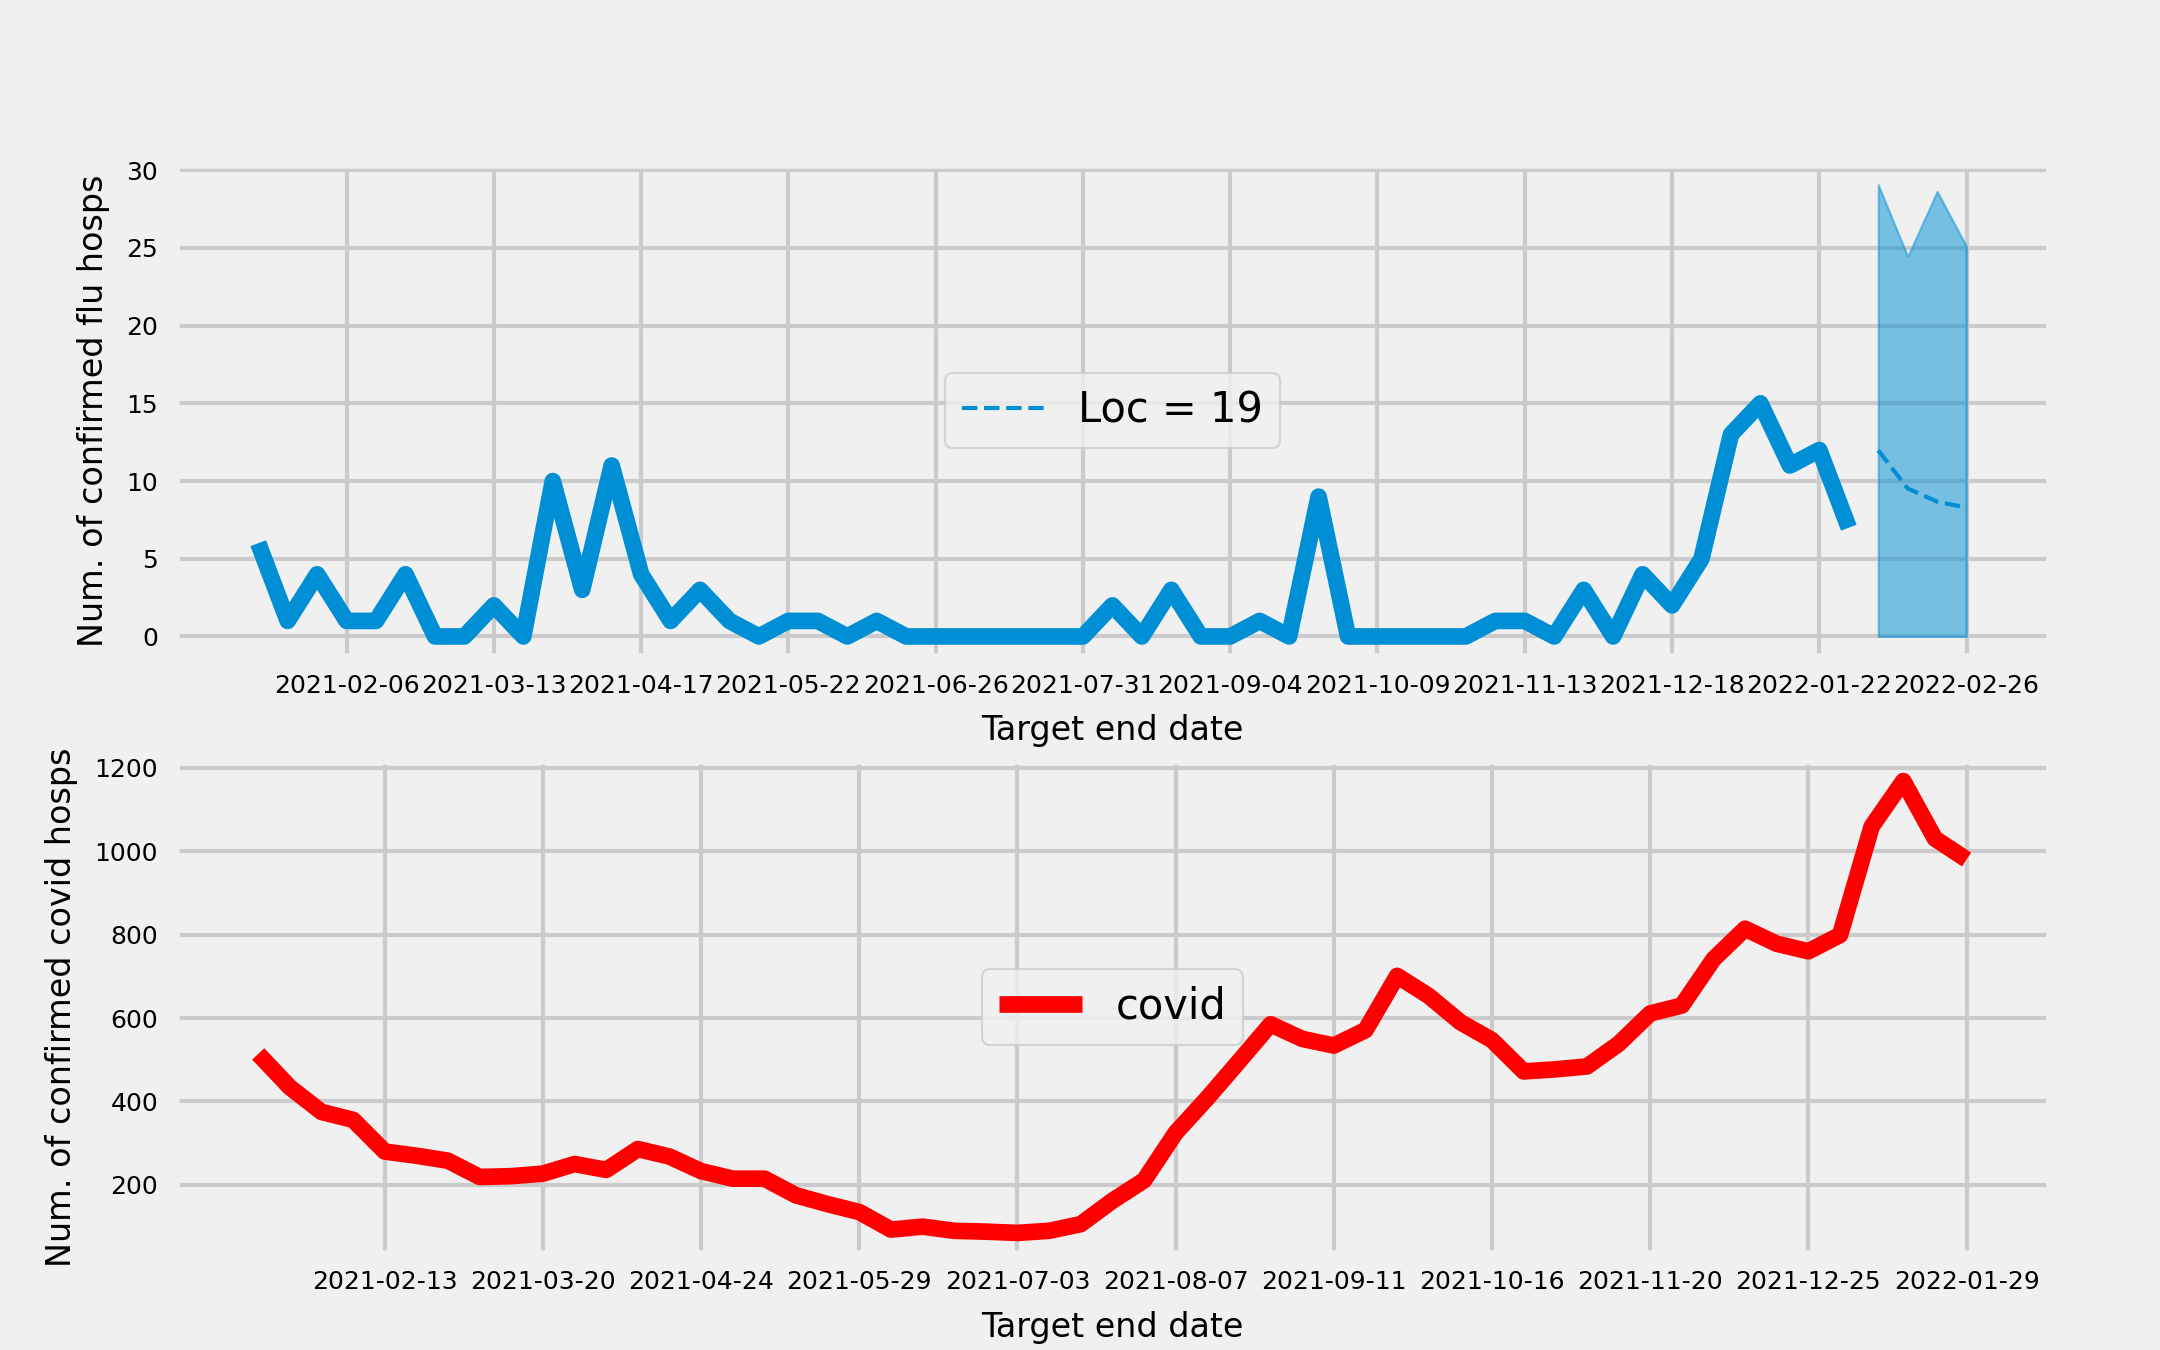 Num. of confirmed flu hosps
30
25
20
15
10
5
0
Loc = 19
2021-02-06 2021-03-13 2021-04-17 2021-05-22 2021-06-26 2021-07-31 2021-09-04 2021-10-09 2021-11-13 2021-12-18 2022-01-22 2022-02-26
Target end date
Num. of confirmed covid hosps
1200
1000
800
600
400
200
covid
2021-02-13 2021-03-20 2021-04-24 2021-05-29 2021-07-03 2021-08-07 2021-09-11 2021-10-16 2021-11-20 2021-12-25 2022-01-29
Target end date